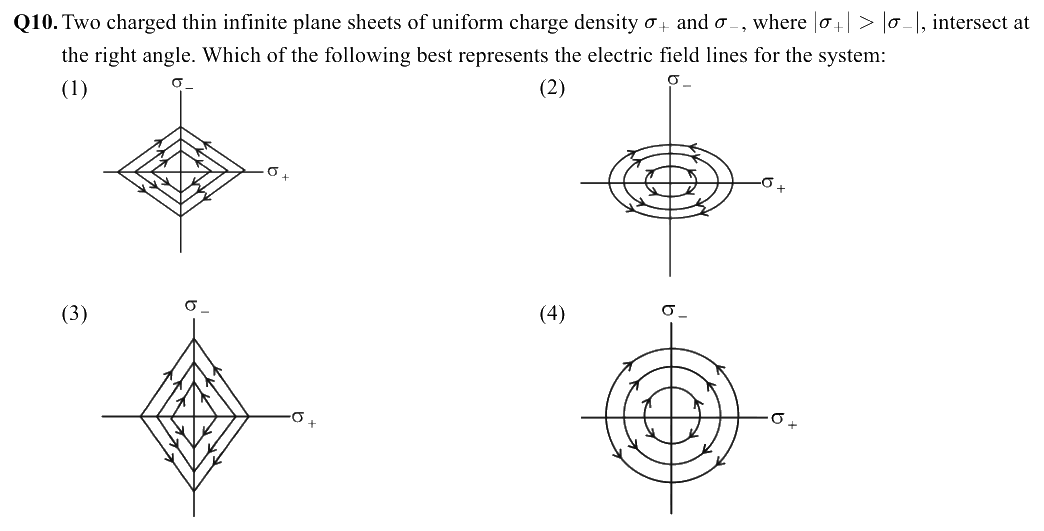 Q10. Two charged thin infinite plane sheets of uniform charge density σ₊ and σ₋, where |σ₊| > |σ₋|, intersect at
the right angle. Which of the following best represents the electric field lines for the system:
(1) σ₋ (2) σ₋
σ₊ σ₊
(3) σ₋ (4) σ₋
σ₊ σ₊